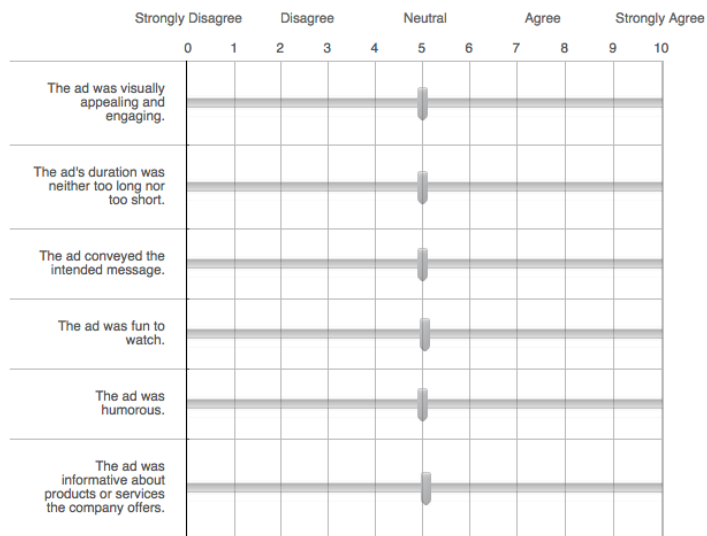 Strongly Disagree Disagree Neutral Agree Strongly Agree
0 1 2 3 4 5 6 7 8 9 10
The ad was visually
appealing and
engaging.
The ad's duration was
neither too long nor
too short.
The ad conveyed the
intended message.
The ad was fun to
watch.
The ad was
humorous.
The ad was
informative about
products or services
the company offers.